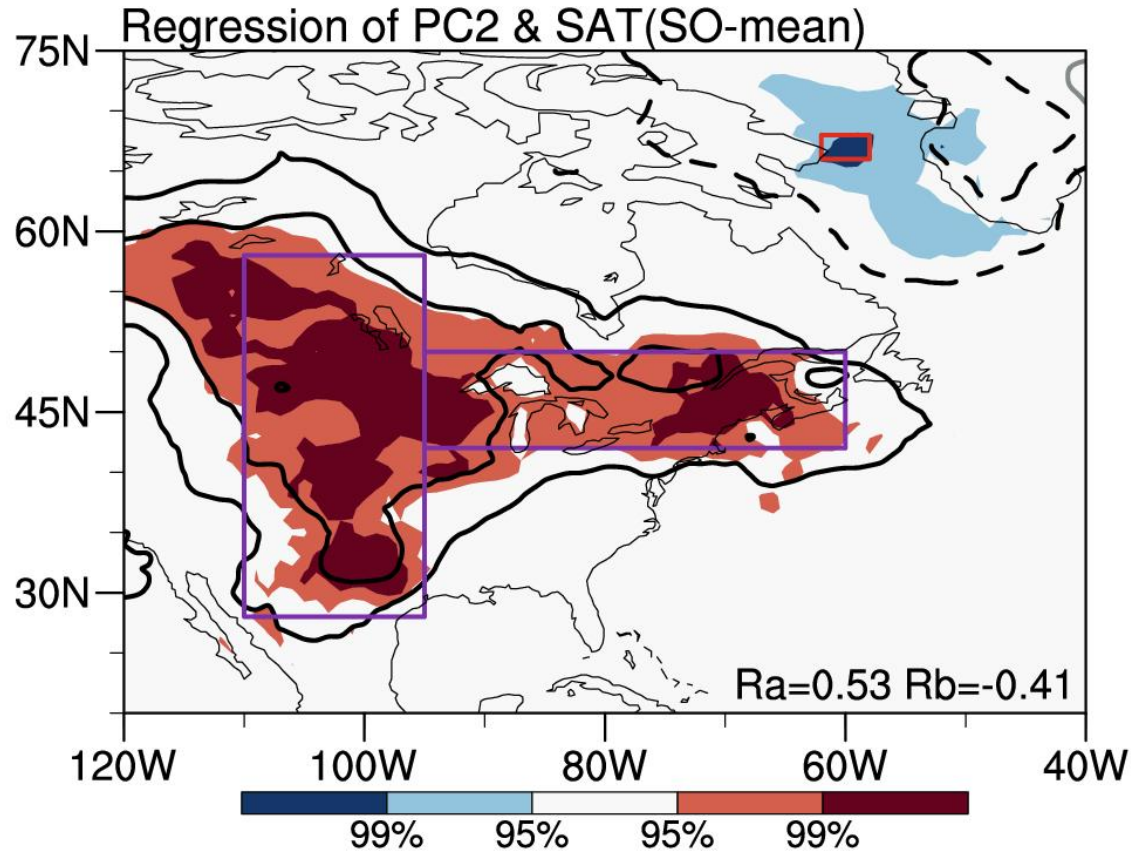 Regression of PC2 & SAT(SO-mean)
75N
60N
45N
30N
Ra=0.53 Rb=-0.41
120W 100W 80W 60W 40W
99% 95% 95% 99%